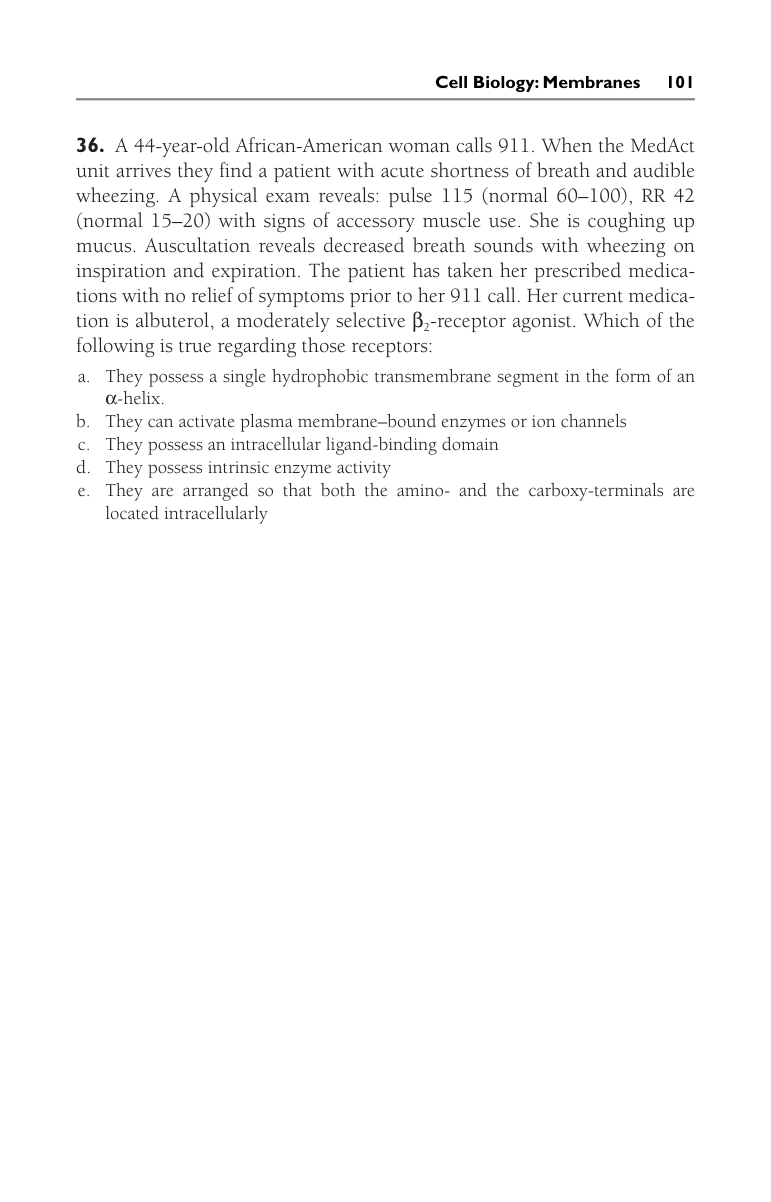 Cell Biology: Membranes 101
36. A 44-year-old African-American woman calls 911. When the MedAct
unit arrives they find a patient with acute shortness of breath and audible
wheezing. A physical exam reveals: pulse 115 (normal 60–100), RR 42
(normal 15–20) with signs of accessory muscle use. She is coughing up
mucus. Auscultation reveals decreased breath sounds with wheezing on
inspiration and expiration. The patient has taken her prescribed medica-
tions with no relief of symptoms prior to her 911 call. Her current medica-
tion is albuterol, a moderately selective β₂-receptor agonist. Which of the
following is true regarding those receptors:
a. They possess a single hydrophobic transmembrane segment in the form of an
α-helix.
b. They can activate plasma membrane–bound enzymes or ion channels
c. They possess an intracellular ligand-binding domain
d. They possess intrinsic enzyme activity
e. They are arranged so that both the amino- and the carboxy-terminals are
located intracellularly